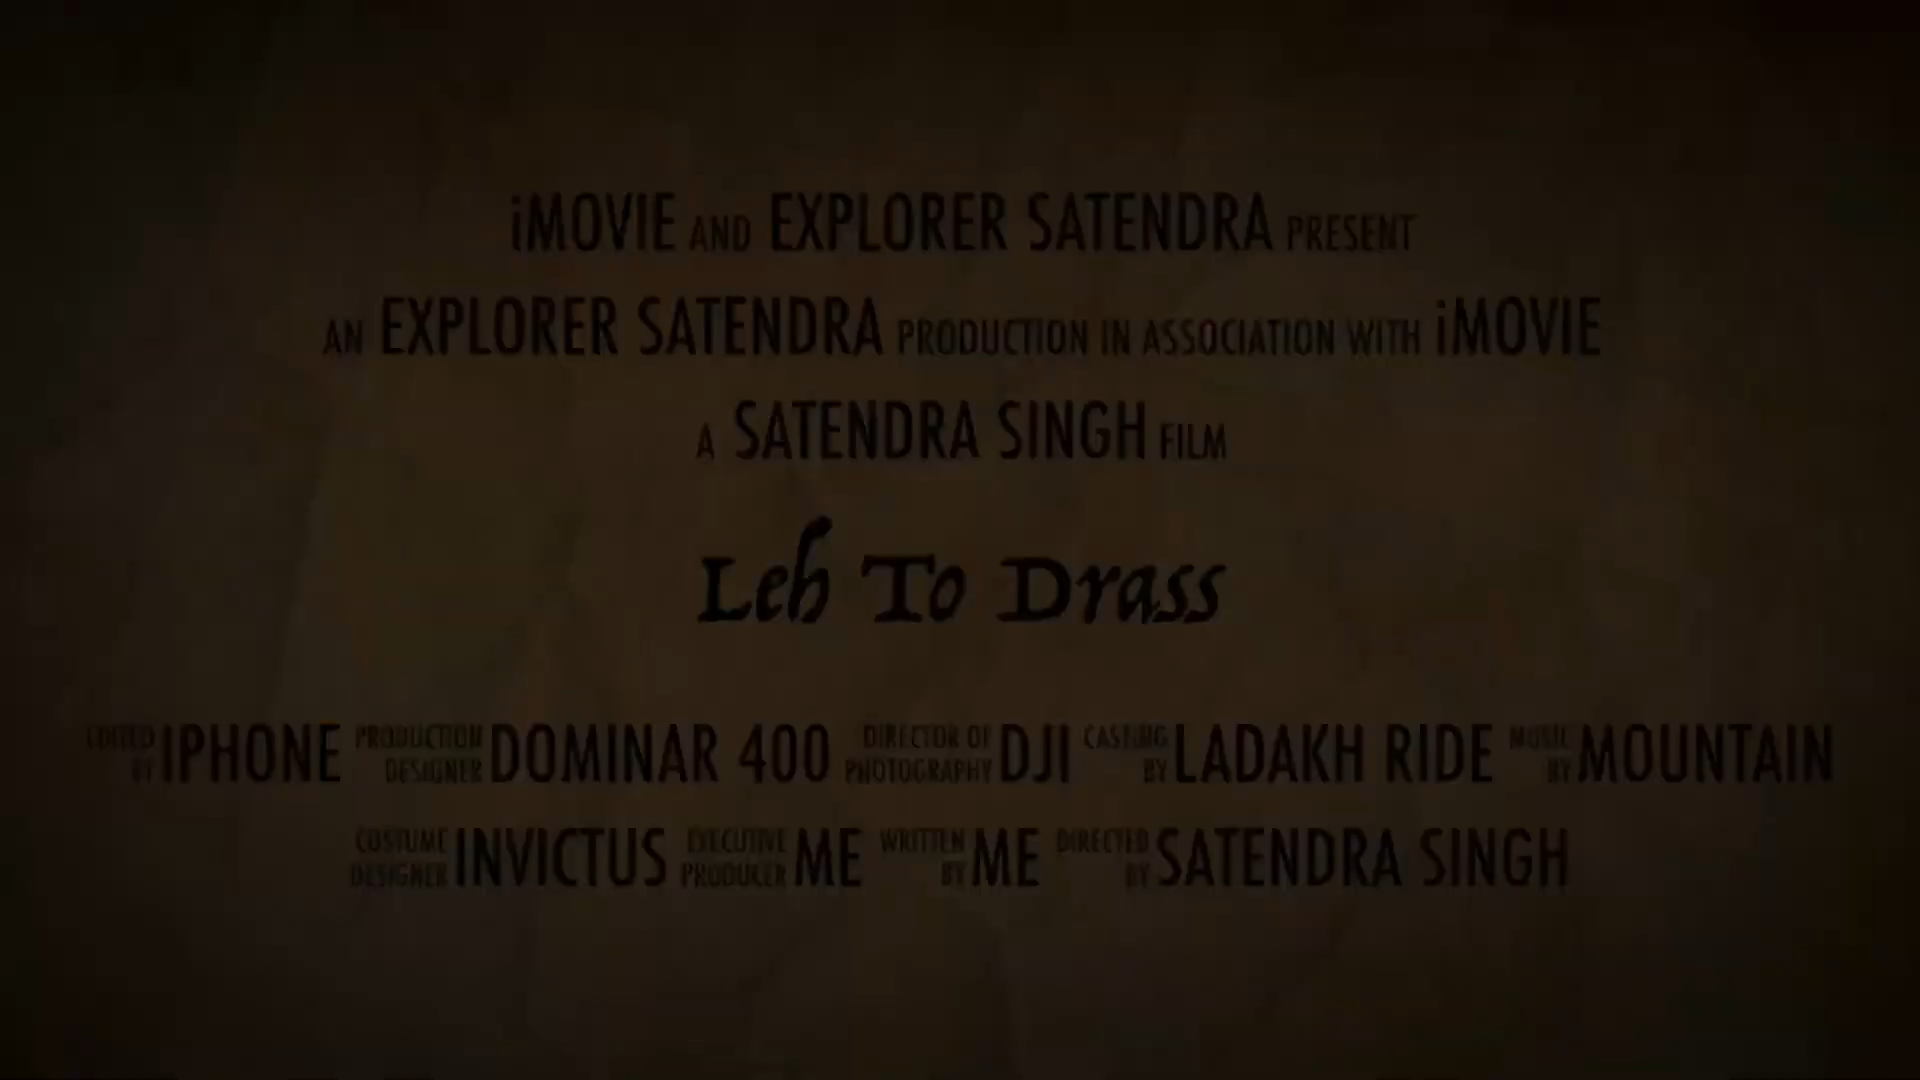 iMOVIE AND EXPLORER SATENDRA PRESENT
AN EXPLORER SATENDRA PRODUCTION IN ASSOCIATION WITH iMOVIE
A SATENDRA SINGH FILM
Leh To Drass
EDITED BY IPHONE PRODUCTION DESIGNER DOMINAR 400 DIRECTOR OF PHOTOGRAPHY DJI CASTING BY LADAKH RIDE MUSIC BY MOUNTAIN
COSTUME DESIGNER INVICTUS EXECUTIVE PRODUCER ME WRITTEN BY ME DIRECTED BY SATENDRA SINGH